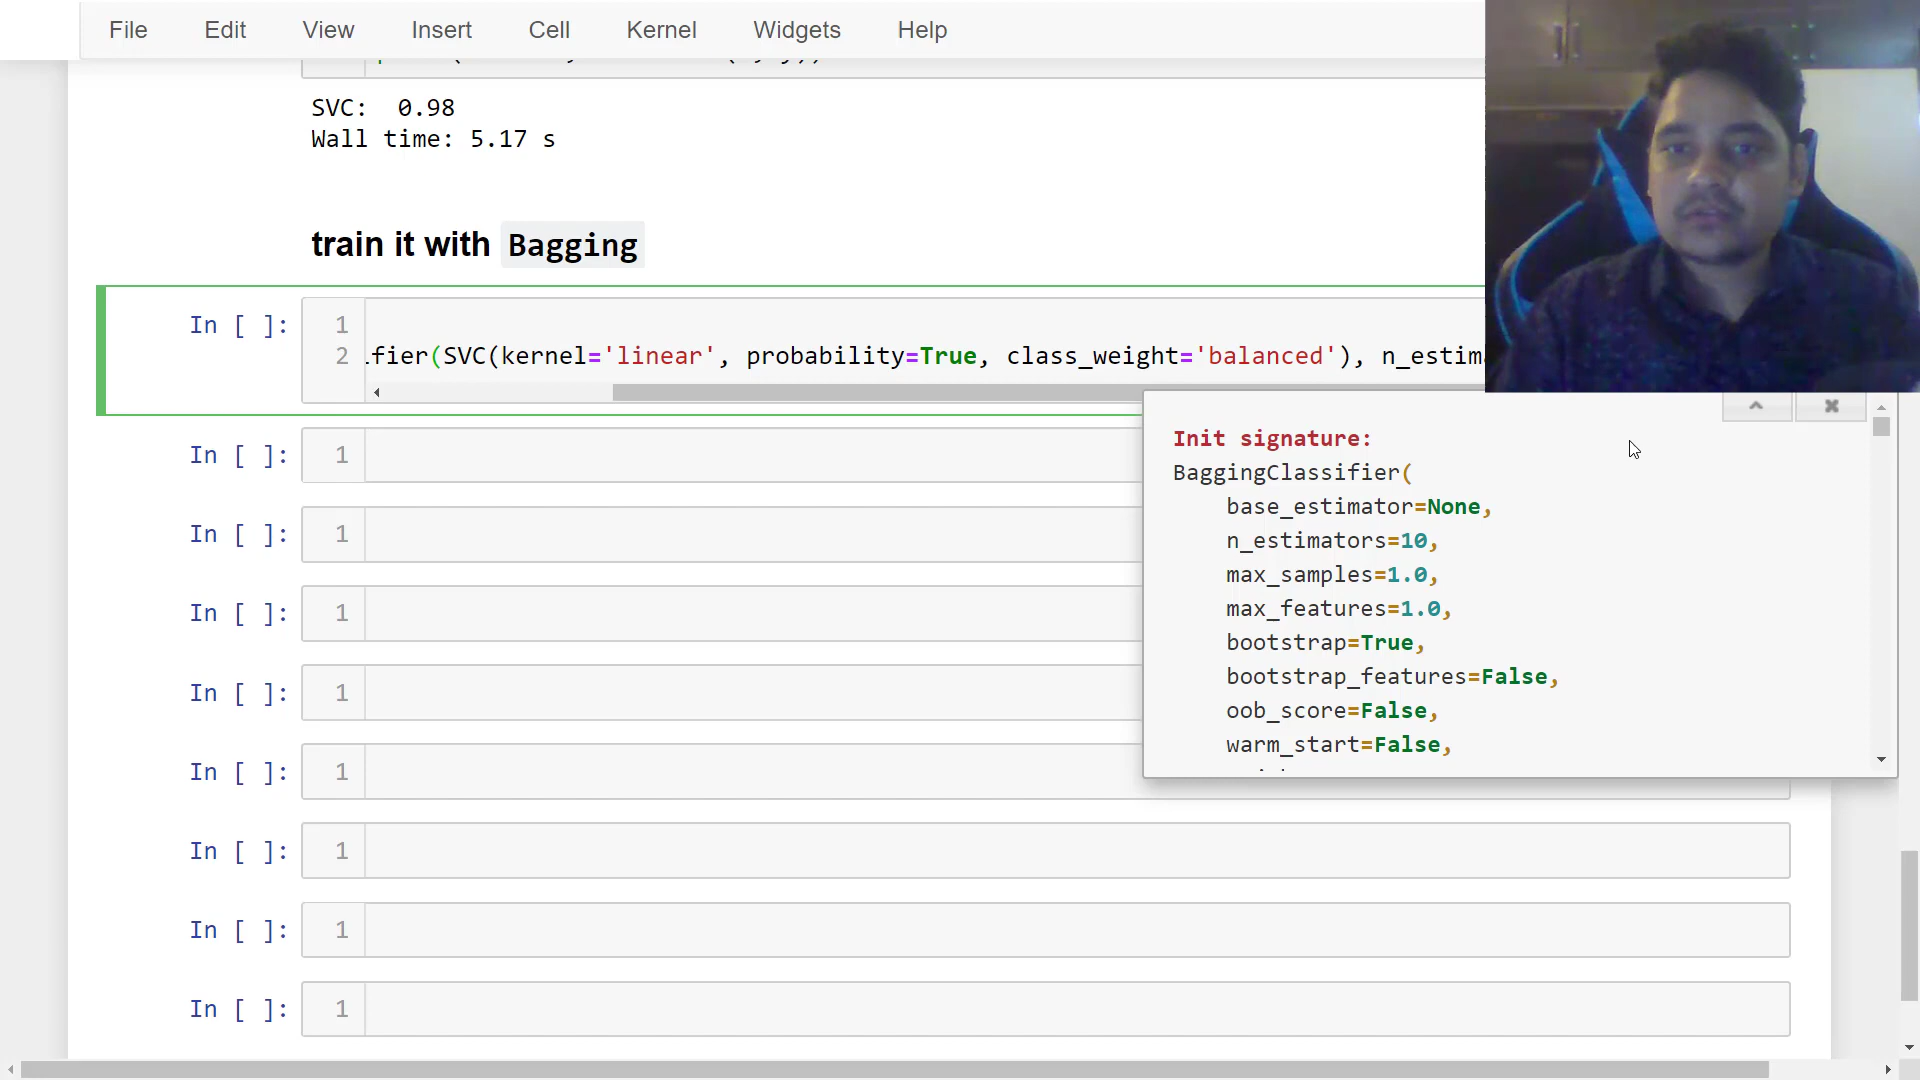 File Edit View Insert Cell Kernel Widgets Help
SVC:  0.98
Wall time: 5.17 s
train it with Bagging
In [ ]:
1
2 fier(SVC(kernel='linear', probability=True, class_weight='balanced'), n_estima
Init signature:
BaggingClassifier(
base_estimator=None,
n_estimators=10,
max_samples=1.0,
max_features=1.0,
bootstrap=True,
bootstrap_features=False,
oob_score=False,
warm_start=False,
In [ ]: 1
In [ ]: 1
In [ ]: 1
In [ ]: 1
In [ ]: 1
In [ ]: 1
In [ ]: 1
In [ ]: 1